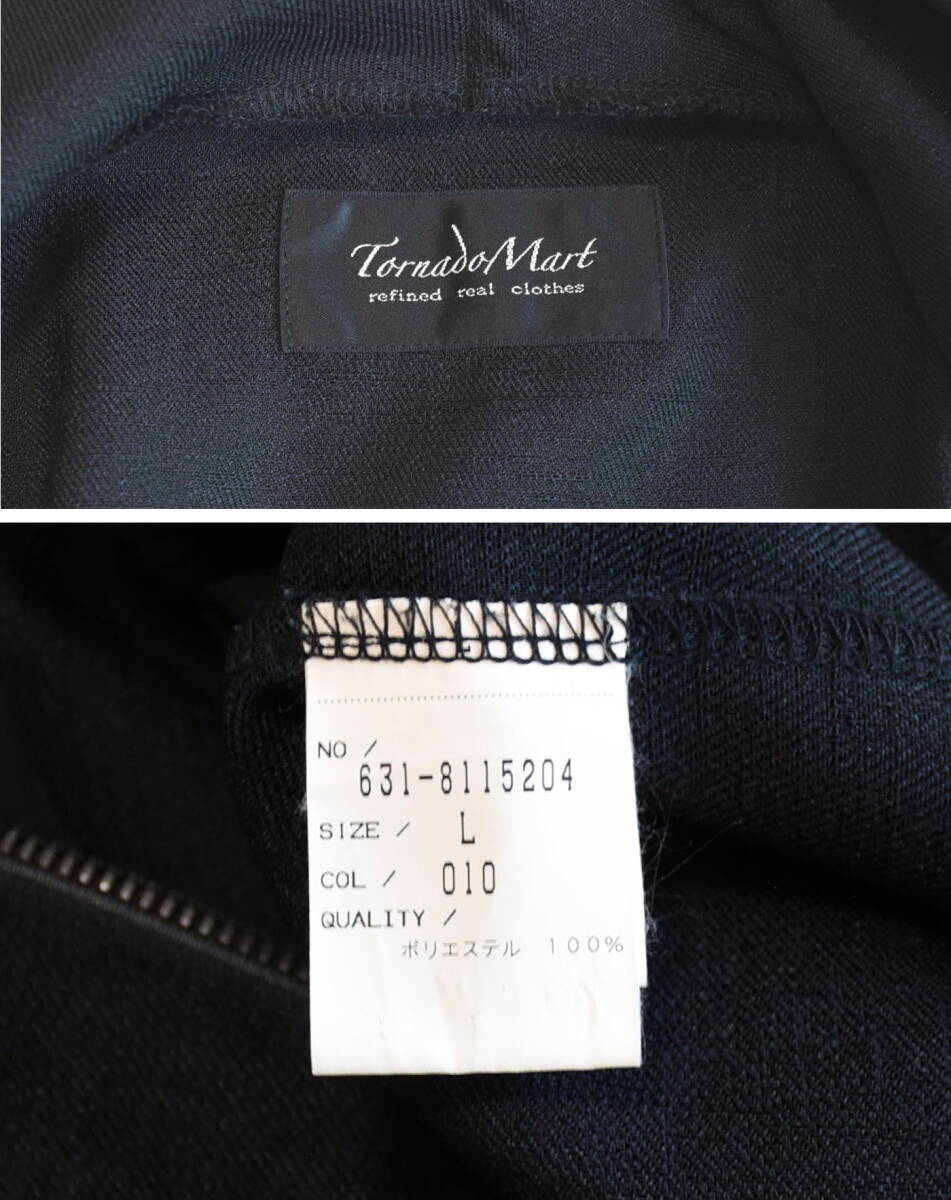 TornadoMart
refined real clothes
NO /
631-8115204
SIZE / L
COL / 010
QUALITY /
ポリエステル 100%